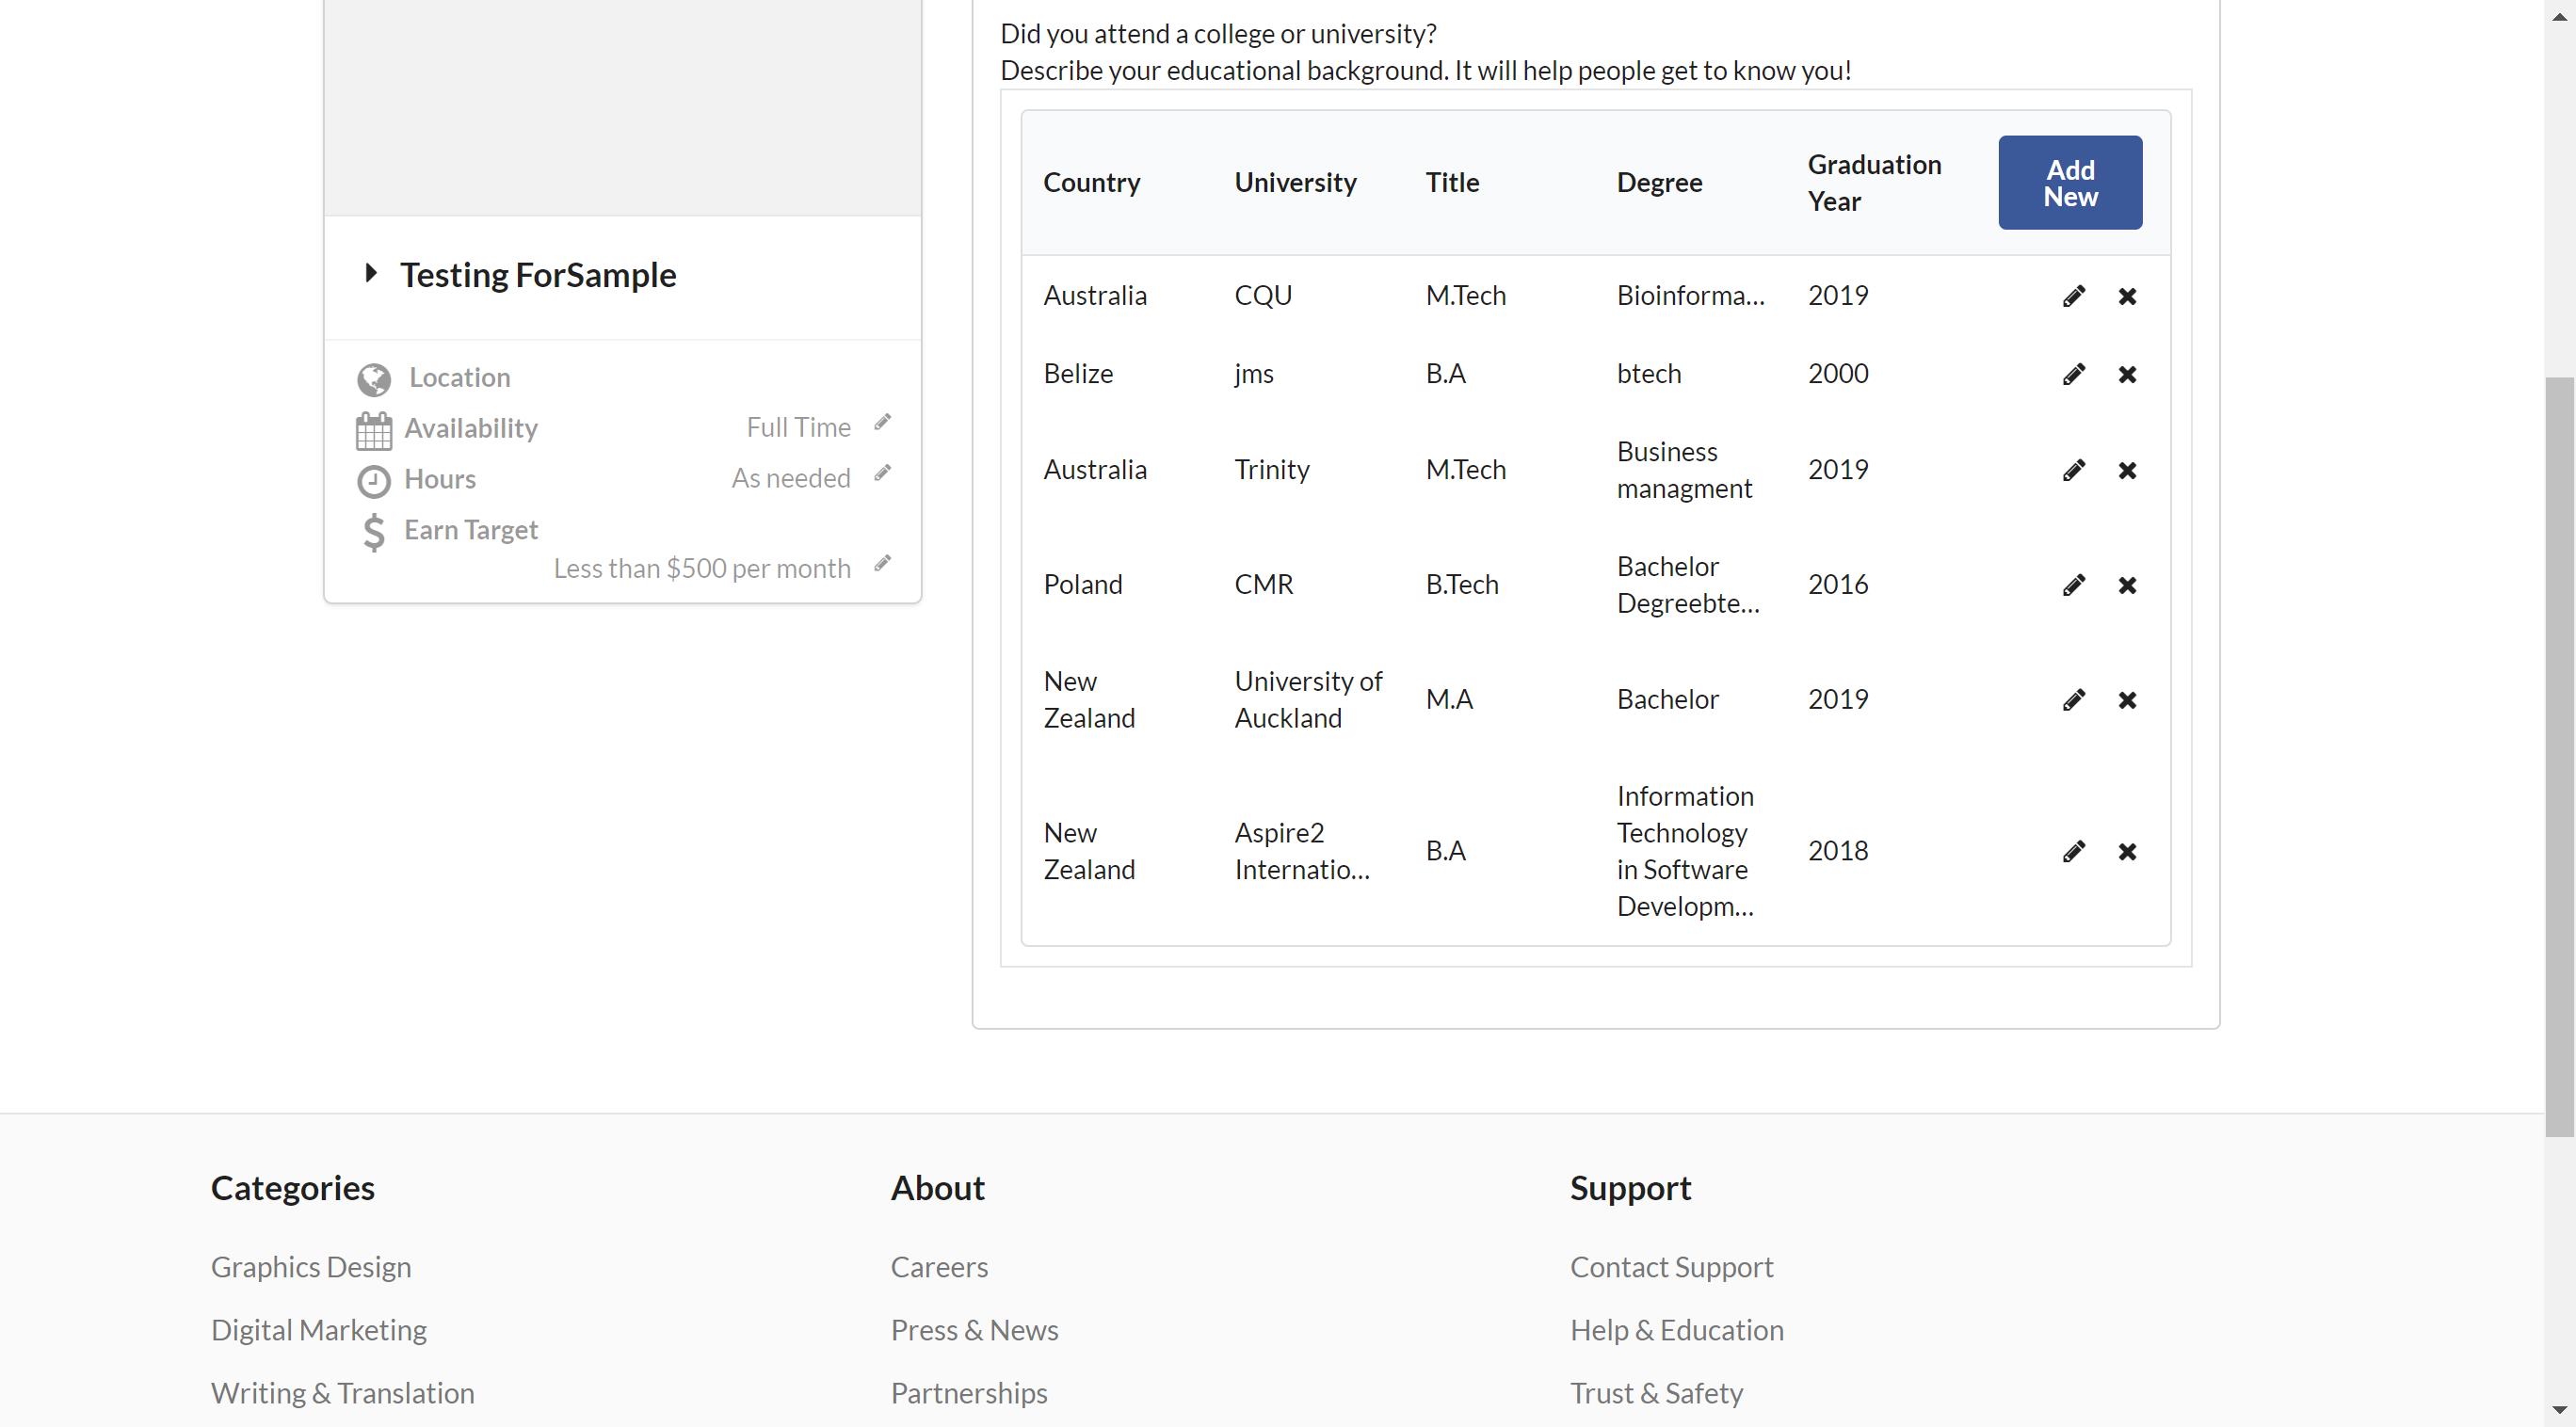 Did you attend a college or university?
Describe your educational background. It will help people get to know you!
Testing ForSample
Location
Availability Full Time
Hours As needed
Earn Target
Less than $500 per month
Country University Title Degree Graduation Year Add New
Australia CQU M.Tech Bioinforma... 2019
Belize jms B.A btech 2000
Australia Trinity M.Tech Business managment 2019
Poland CMR B.Tech Bachelor Degreebte... 2016
New Zealand University of Auckland M.A Bachelor 2019
New Zealand Aspire2 Internatio... B.A Information Technology in Software Developm... 2018
Categories
Graphics Design
Digital Marketing
Writing & Translation
About
Careers
Press & News
Partnerships
Support
Contact Support
Help & Education
Trust & Safety